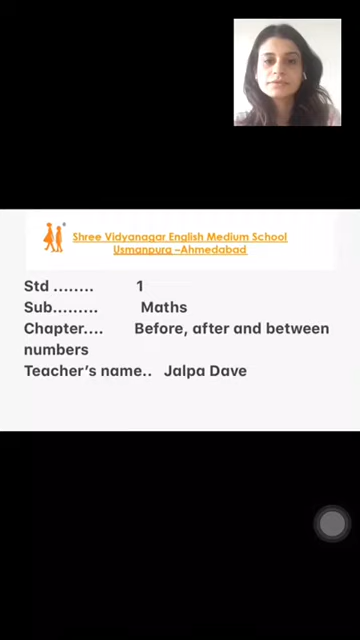 Shree Vidyanagar English Medium School
Usmanpura –Ahmedabad
Std ........ 1
Sub......... Maths
Chapter.... Before, after and between
numbers
Teacher’s name.. Jalpa Dave